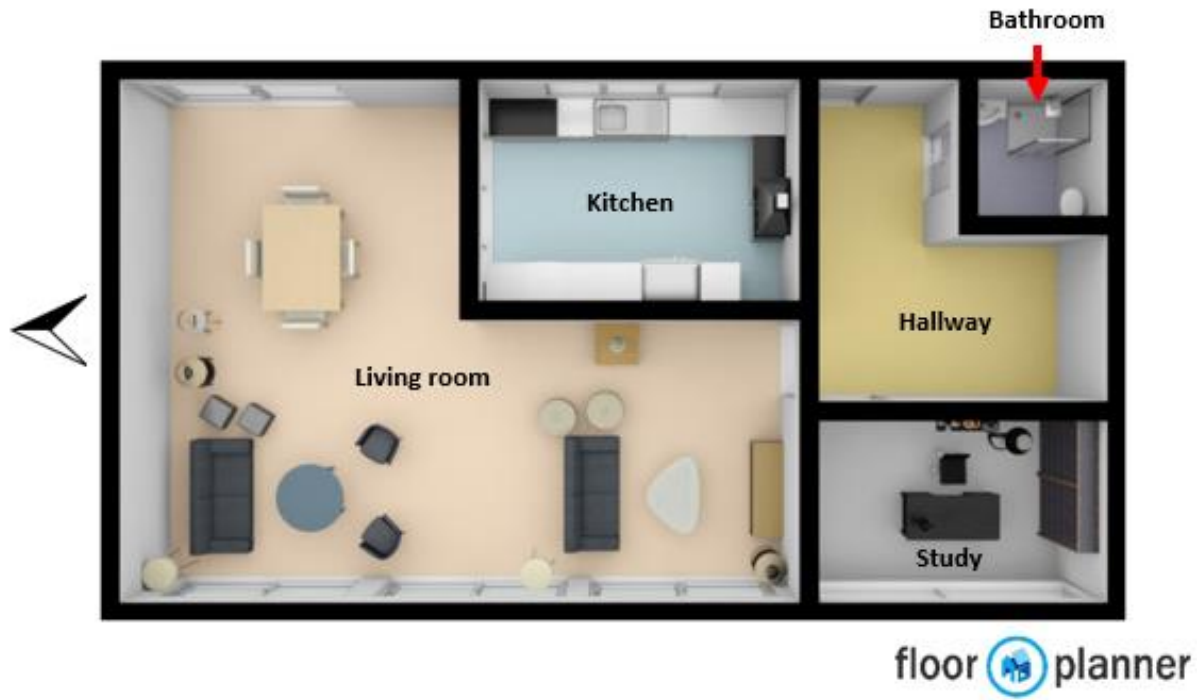 Bathroom
Kitchen
Hallway
Living room
Study
floor planner